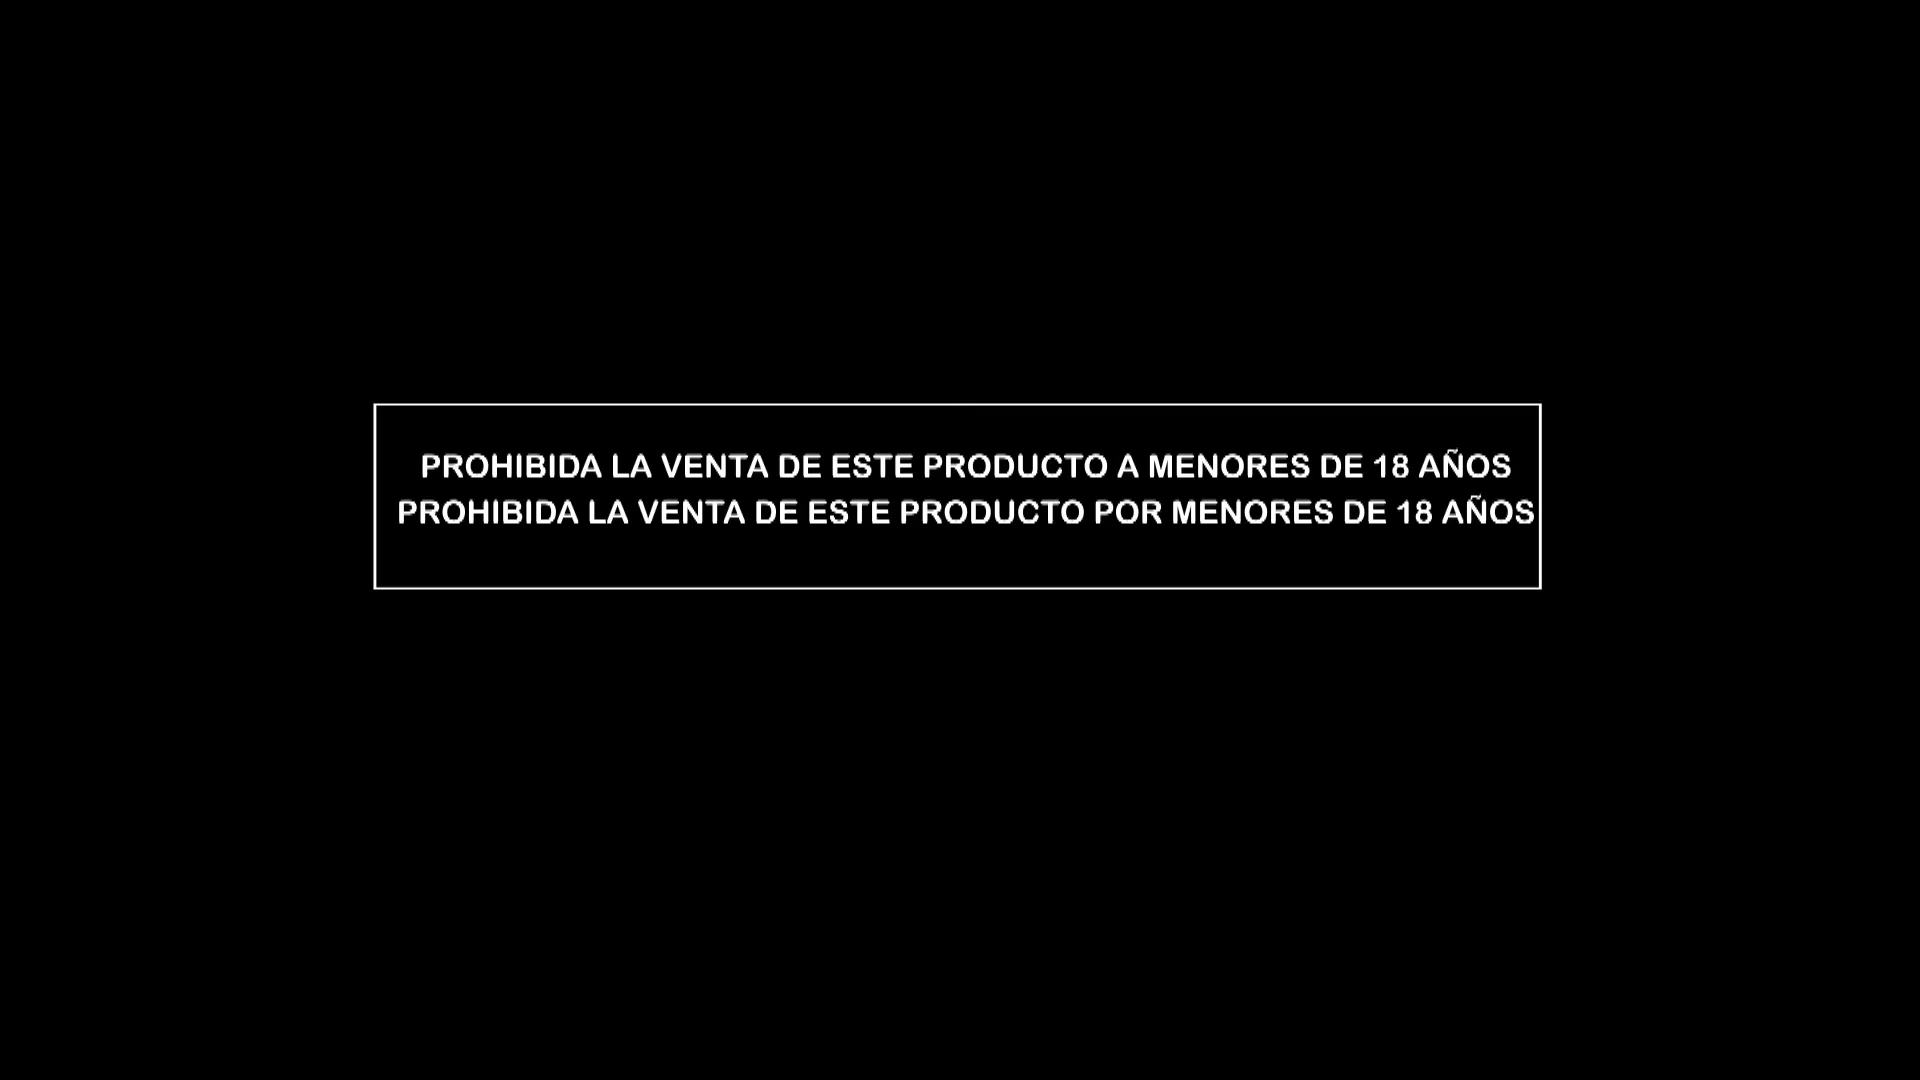 PROHIBIDA LA VENTA DE ESTE PRODUCTO A MENORES DE 18 AÑOS
PROHIBIDA LA VENTA DE ESTE PRODUCTO POR MENORES DE 18 AÑOS